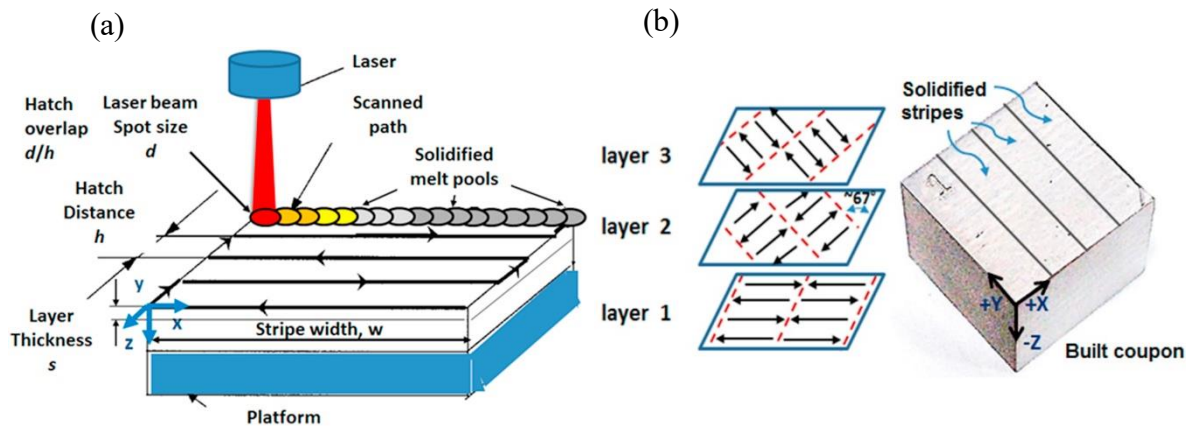 (a)
Laser
Hatch
overlap
d/h
Laser beam
Spot size
d
Scanned
path
Solidified
melt pools
Hatch
Distance
h
Layer
Thickness
s
y
x
z
Stripe width, w
Platform
(b)
layer 3
layer 2
layer 1
~67°
Solidified
stripes
+Y
+X
-Z
Built coupon